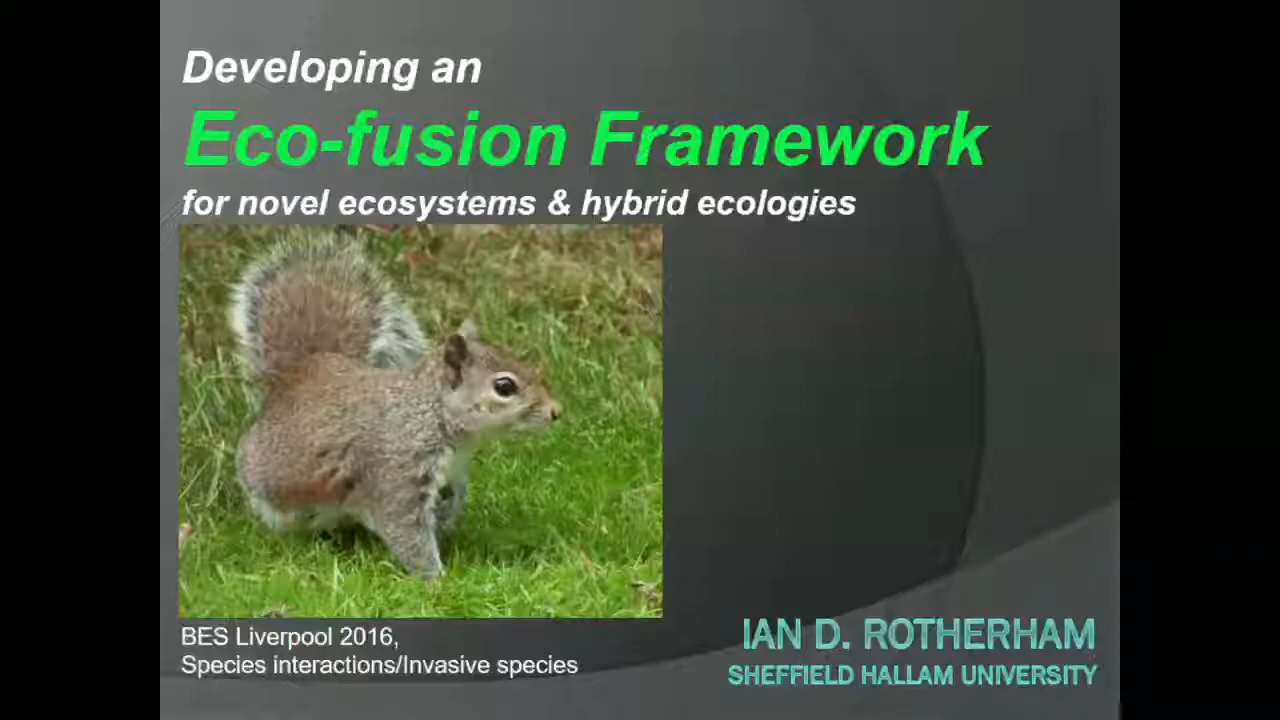 Developing an
Eco-fusion Framework
for novel ecosystems & hybrid ecologies
BES Liverpool 2016,
Species interactions/Invasive species
IAN D. ROTHERHAM
SHEFFIELD HALLAM UNIVERSITY